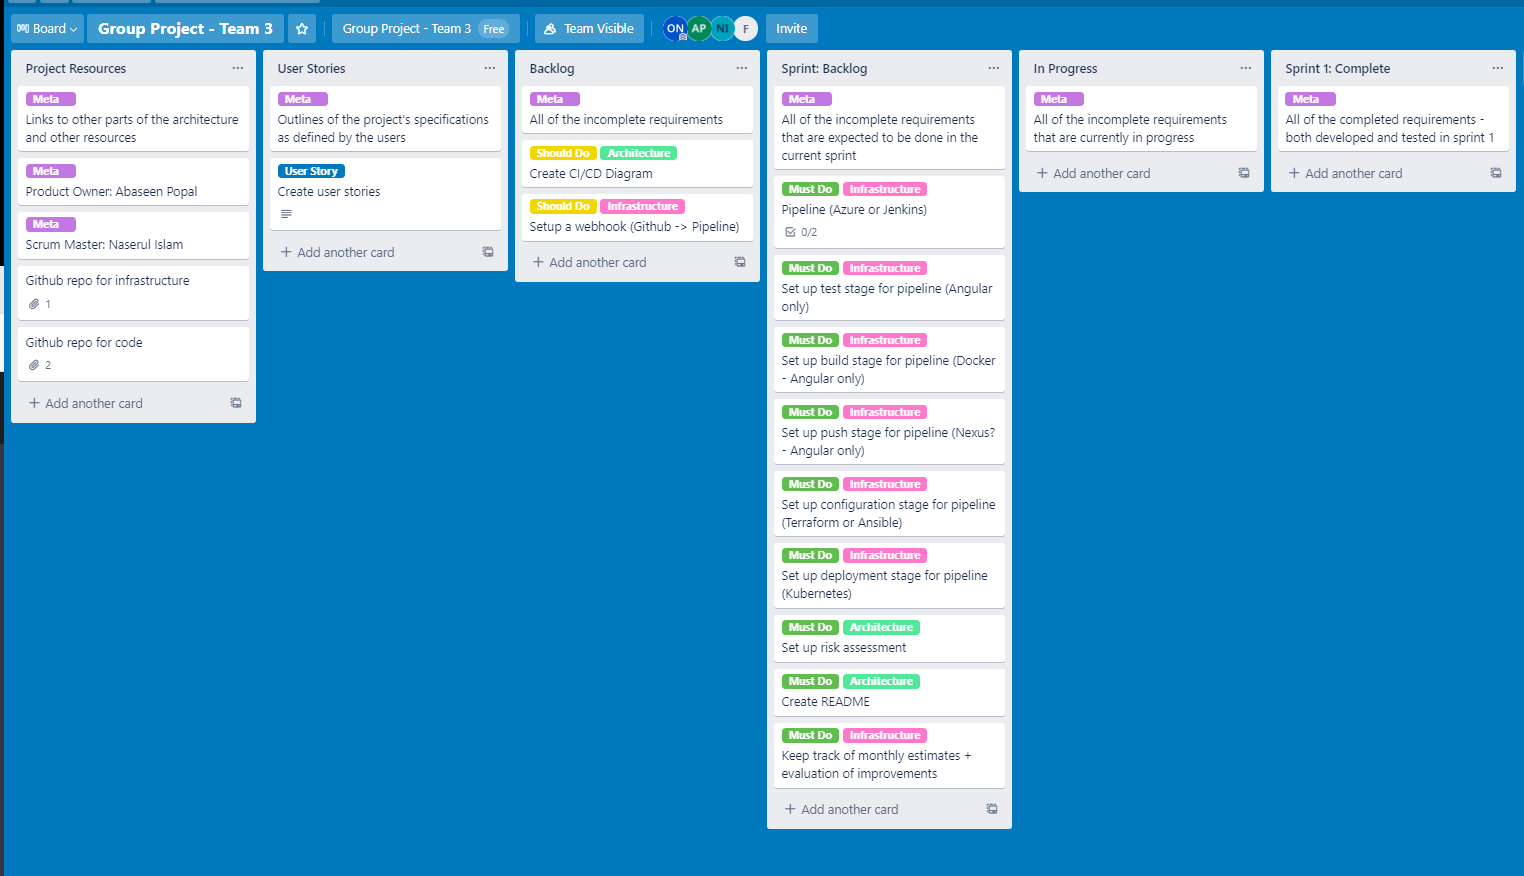 Board
Group Project - Team 3
Group Project - Team 3 Free
Team Visible
ON AP NI F
Invite
Project Resources
Meta
Links to other parts of the architecture
and other resources
Meta
Product Owner: Abaseen Popal
Meta
Scrum Master: Naserul Islam
Github repo for infrastructure
1
Github repo for code
2
+ Add another card
User Stories
Meta
Outlines of the project's specifications
as defined by the users
User Story
Create user stories
+ Add another card
Backlog
Meta
All of the incomplete requirements
Should Do Architecture
Create CI/CD Diagram
Should Do Infrastructure
Setup a webhook (Github -> Pipeline)
+ Add another card
Sprint: Backlog
Meta
All of the incomplete requirements
that are expected to be done in the
current sprint
Must Do Infrastructure
Pipeline (Azure or Jenkins)
0/2
Must Do Infrastructure
Set up test stage for pipeline (Angular
only)
Must Do Infrastructure
Set up build stage for pipeline (Docker
- Angular only)
Must Do Infrastructure
Set up push stage for pipeline (Nexus?
- Angular only)
Must Do Infrastructure
Set up configuration stage for pipeline
(Terraform or Ansible)
Must Do Infrastructure
Set up deployment stage for pipeline
(Kubernetes)
Must Do Architecture
Set up risk assessment
Must Do Architecture
Create README
Must Do Infrastructure
Keep track of monthly estimates +
evaluation of improvements
+ Add another card
In Progress
Meta
All of the incomplete requirements
that are currently in progress
+ Add another card
Sprint 1: Complete
Meta
All of the completed requirements -
both developed and tested in sprint 1
+ Add another card